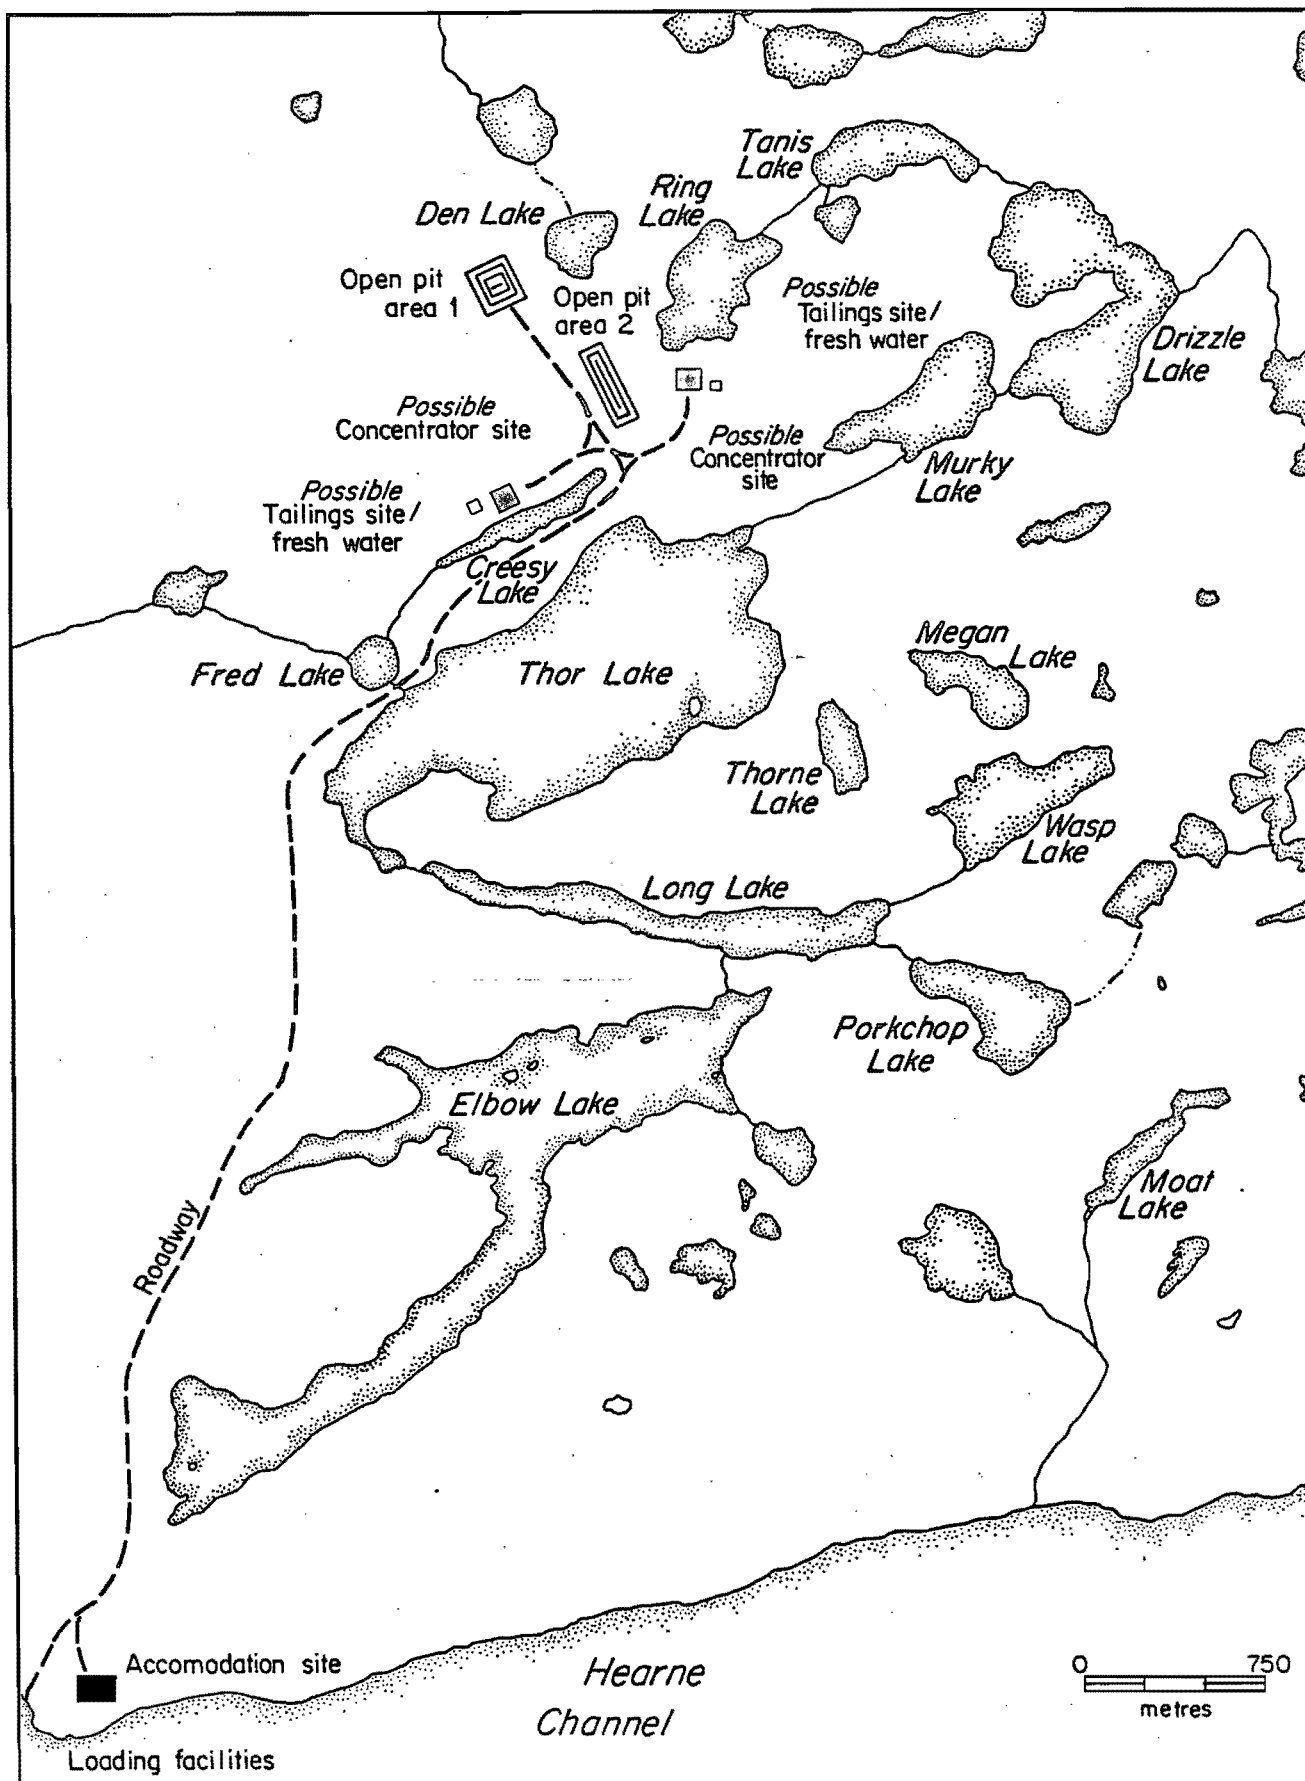 Tanis
Lake
Ring
Lake
Den Lake
Open pit
area 1
Open pit
area 2
Possible
Tailings site/
fresh water
Drizzle
Lake
Possible
Concentrator site
Possible
Concentrator
site
Murky
Lake
Possible
Tailings site/
fresh water
Creesy
Lake
Fred Lake
Thor Lake
Megan
Lake
Thorne
Lake
Wasp
Lake
Long Lake
Porkchop
Lake
Elbow Lake
Moat
Lake
Roadway
Accomodation site
Hearne
Channel
0 750
metres
Loading facilities